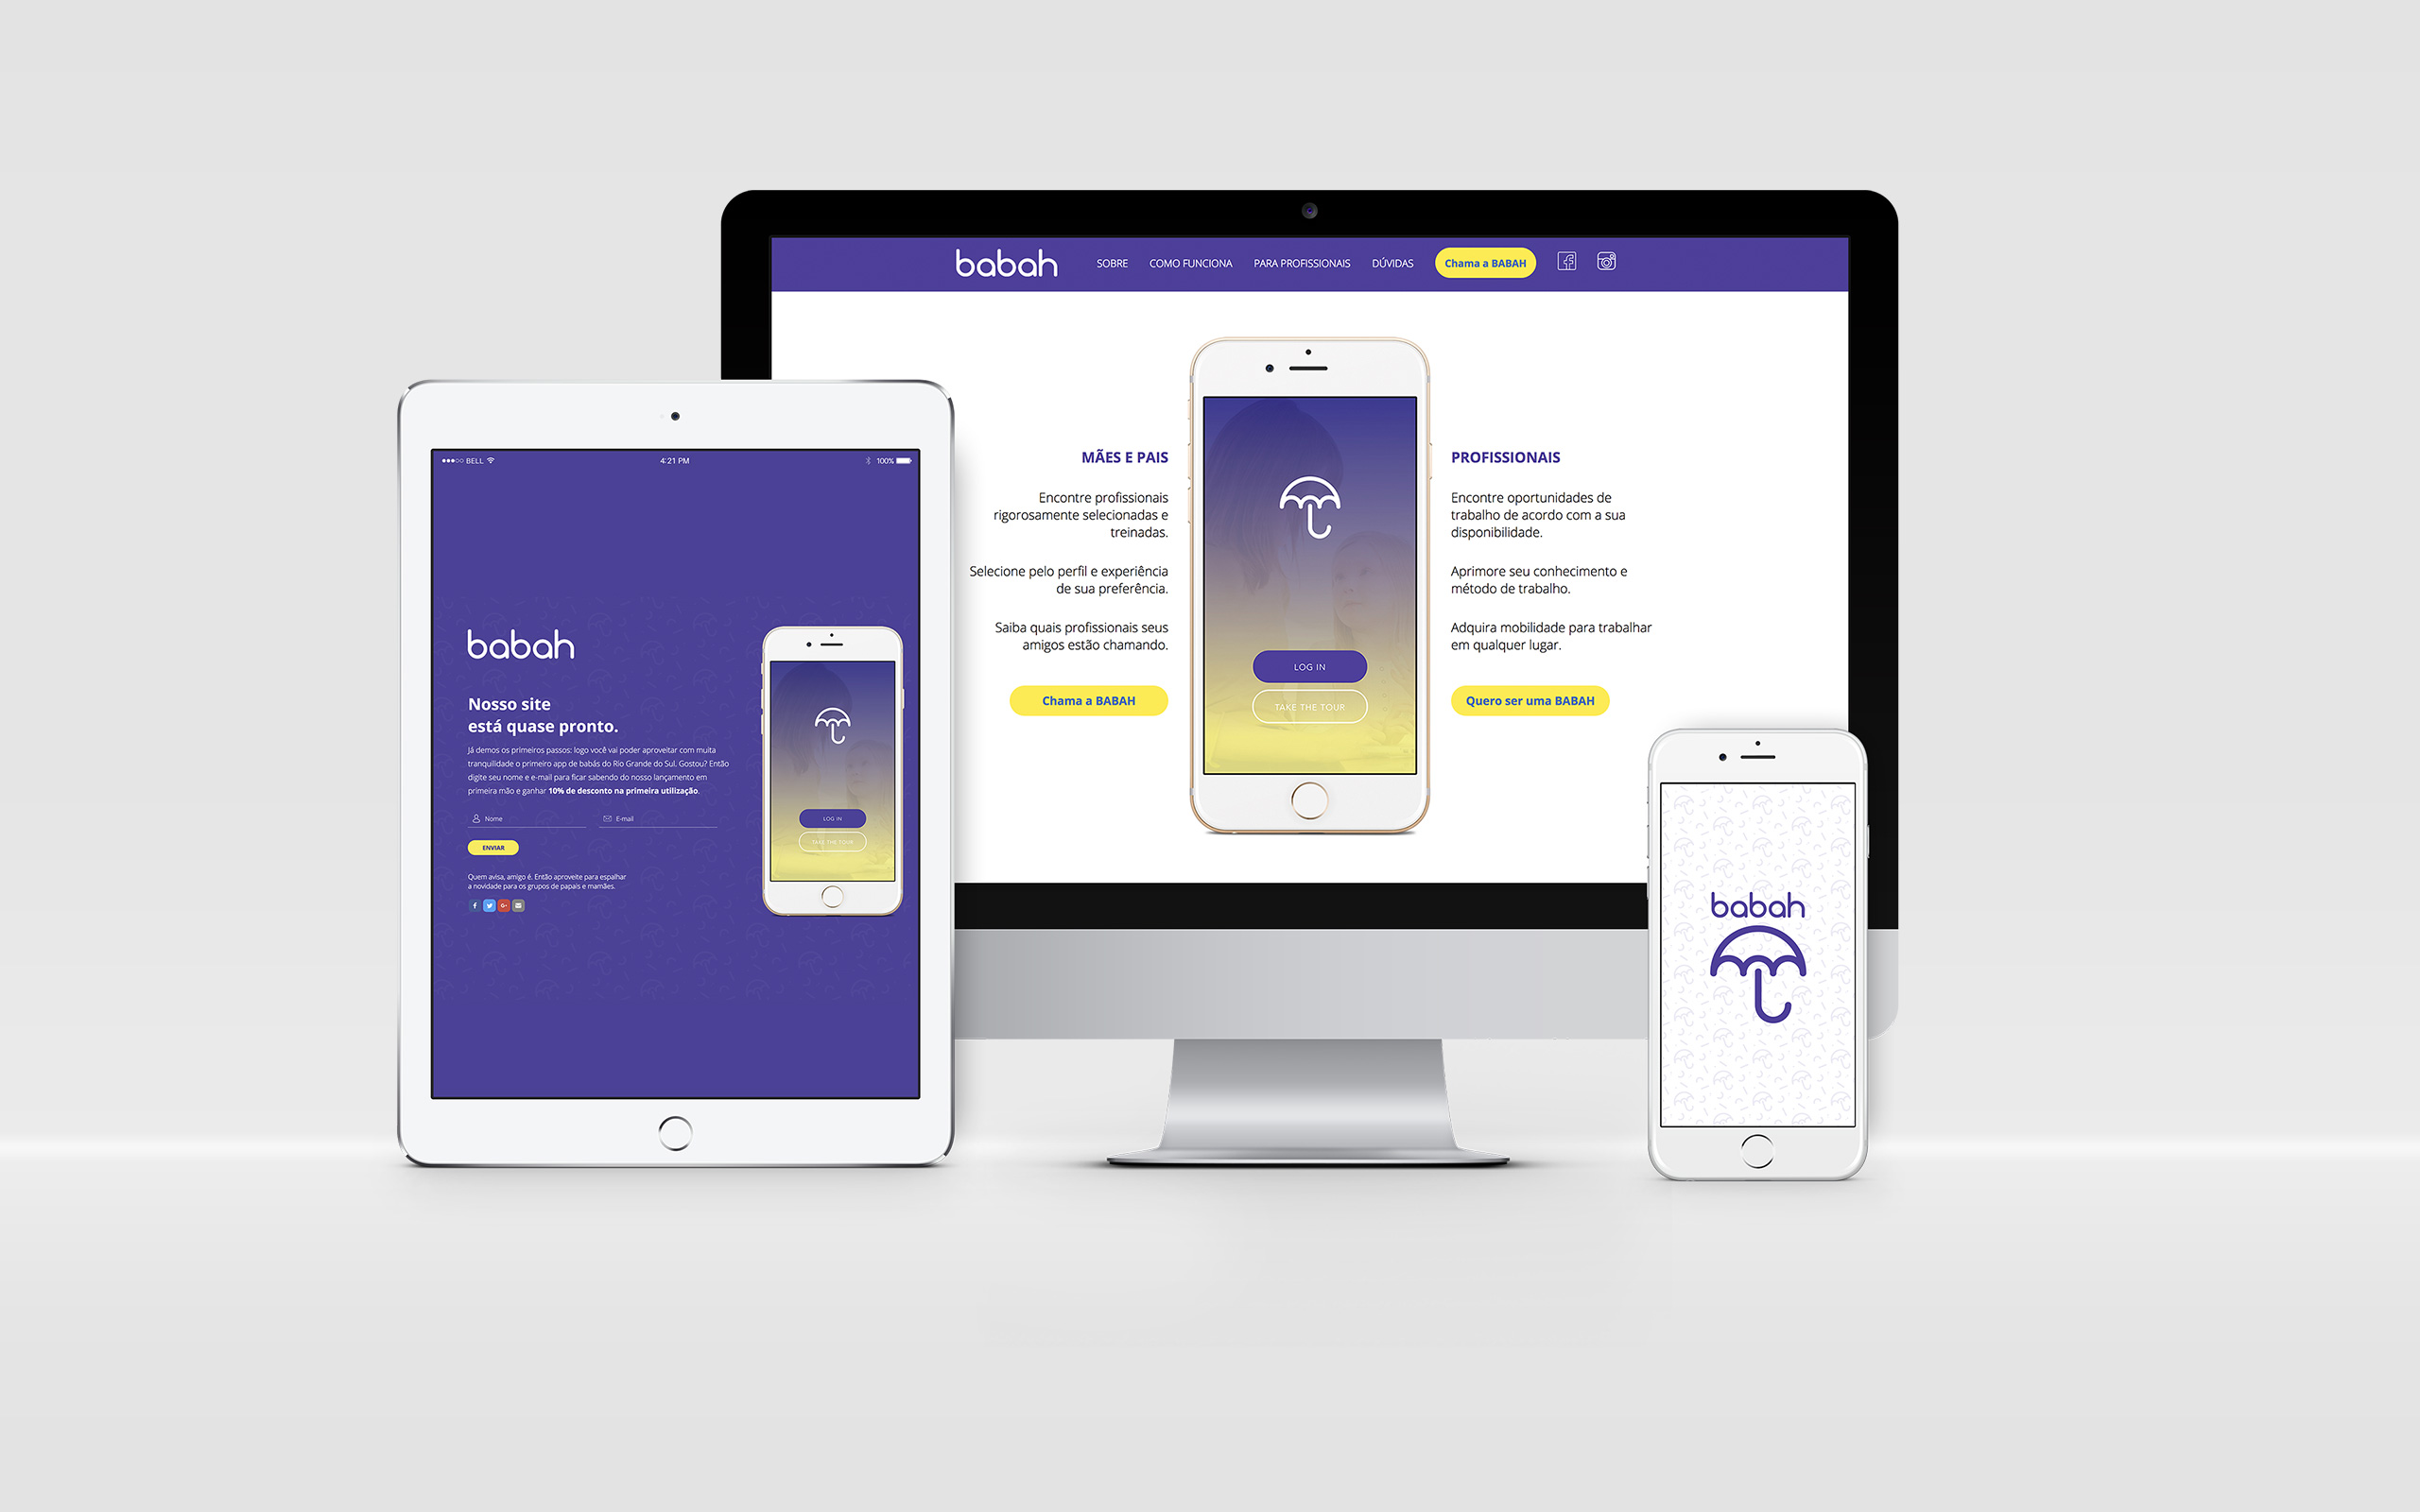 babah
SOBRE
COMO FUNCIONA
PARA PROFISSIONAIS
DÚVIDAS
Chama a BABAH
MÃES E PAIS
Encontre profissionais
rigorosamente selecionadas e
treinadas.
Selecione pelo perfil e experiência
de sua preferência.
Saiba quais profissionais seus
amigos estão chamando.
Chama a BABAH
LOG IN
TAKE THE TOUR
PROFISSIONAIS
Encontre oportunidades de
trabalho de acordo com a sua
disponibilidade.
Aprimore seu conhecimento e
método de trabalho.
Adquira mobilidade para trabalhar
em qualquer lugar.
Quero ser uma BABAH
BELL
4:21 PM
100%
babah
Nosso site
está quase pronto.
Já demos os primeiros passos: logo você vai poder aproveitar com muita
tranquilidade o primeiro app de babás do Rio Grande do Sul. Gostou? Então
digite seu nome e e-mail para ficar sabendo do nosso lançamento em
primeira mão e ganhar 10% de desconto na primeira utilização.
Nome
E-mail
ENVIAR
Quem avisa, amigo é. Então aproveite para espalhar
a novidade para os grupos de papais e mamães.
LOG IN
TAKE THE TOUR
babah